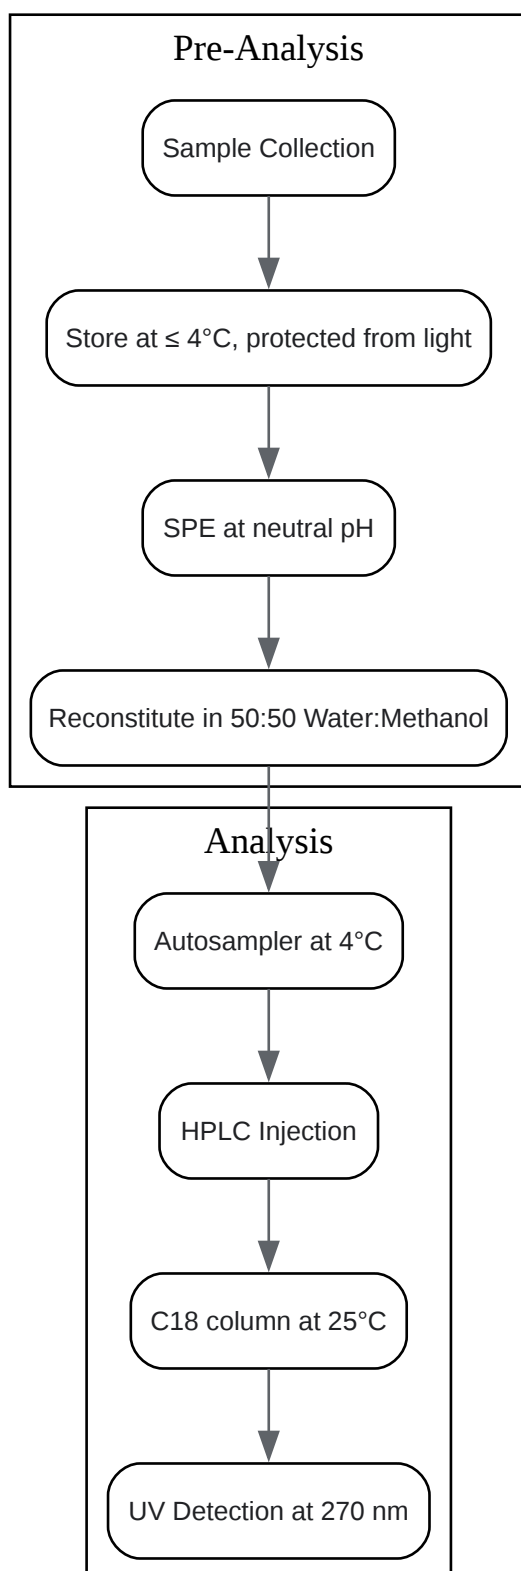 Pre-Analysis
Sample Collection
Store at ≤ 4°C, protected from light
SPE at neutral pH
Reconstitute in 50:50 Water:Methanol
Analysis
Autosampler at 4°C
HPLC Injection
C18 column at 25°C
UV Detection at 270 nm